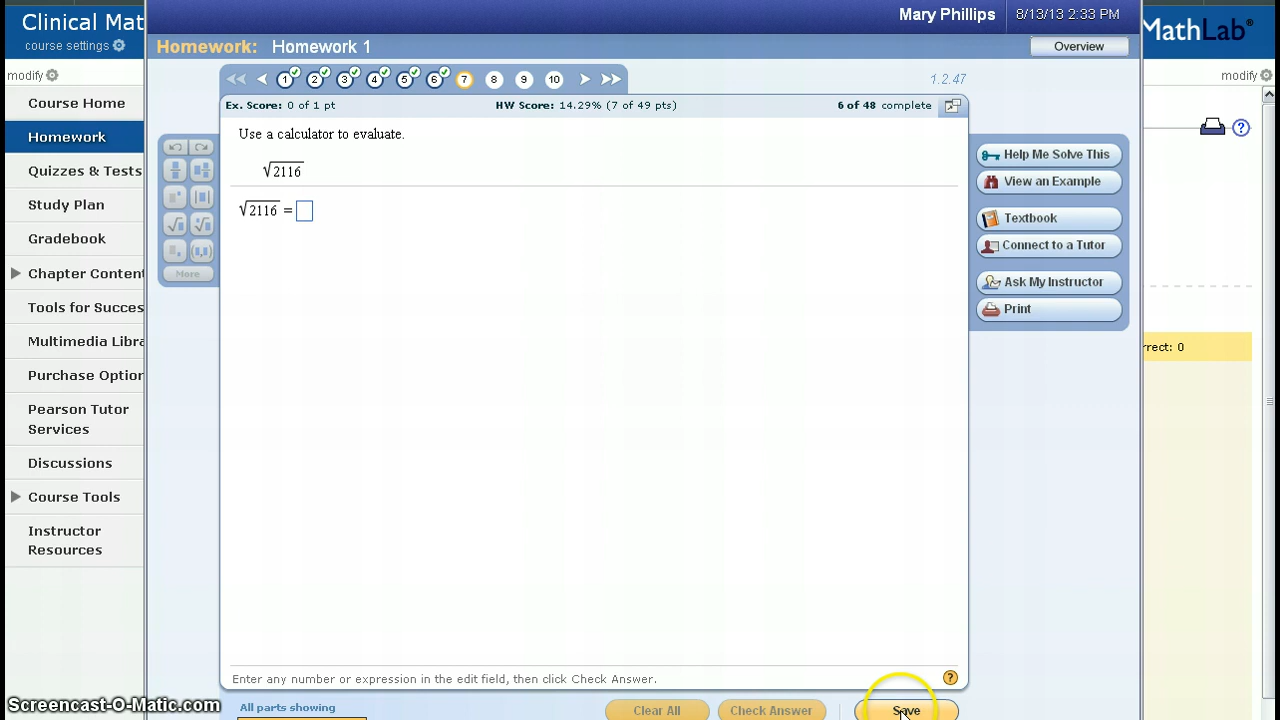 Clinical Mat
course settings
modify
Course Home
Homework
Quizzes & Tests
Study Plan
Gradebook
Chapter Content
Tools for Succes
Multimedia Libra
Purchase Option
Pearson Tutor
Services
Discussions
Course Tools
Instructor
Resources
Mary Phillips
8/13/13 2:33 PM
Homework: Homework 1
Overview
1 2 3 4 5 6 7 8 9 10
1.2.47
Ex. Score: 0 of 1 pt
HW Score: 14.29% (7 of 49 pts)
6 of 48 complete
Use a calculator to evaluate.
√2116
√2116 =
More
Help Me Solve This
View an Example
Textbook
Connect to a Tutor
Ask My Instructor
Print
Enter any number or expression in the edit field, then click Check Answer.
?
All parts showing
Clear All
Check Answer
Save
MathLab®
modify
?
rrect: 0
Screencast-O-Matic.com